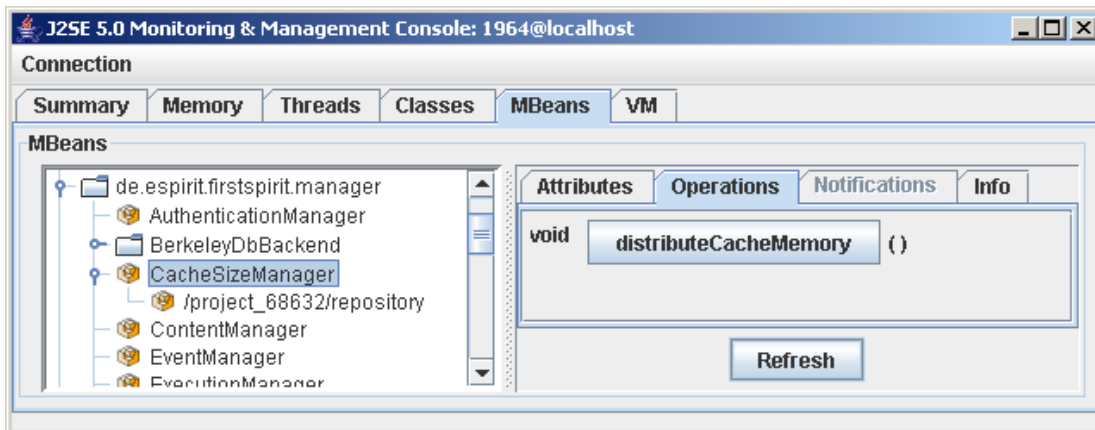 J2SE 5.0 Monitoring & Management Console: 1964@localhost
Connection
Summary Memory Threads Classes MBeans VM
MBeans
de.espirit.firstspirit.manager
AuthenticationManager
BerkeleyDbBackend
CacheSizeManager
/project_68632/repository
ContentManager
EventManager
ExecutionManager
Attributes Operations Notifications Info
void distributeCacheMemory ()
Refresh